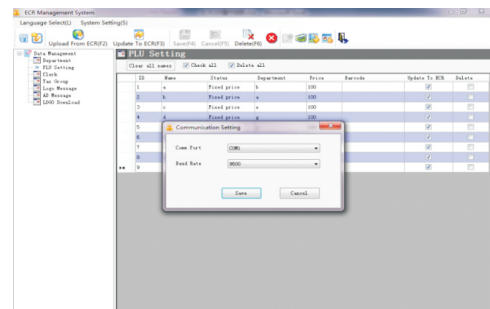 ECR Management System
Language Select(L) System Setting(S)
Upload From ECR(F2) Update To ECR(F3) Save(F4) Cancel(F5) Delete(F6)
Data Management
Department
PLU Setting
Clerk
Tax Group
Logo Message
AD Message
LOGO Download
PLU Setting
Clear all names Check all Delete all
ID Name Status Department Price Barcode Update To ECR Delete
1 a Fixed price b 100
2 b Fixed price a 100
3 c Fixed price a 100
4 d Fixed price g 100
5
6
7
8
9
Communication Setting
Comm Port COM1
Baud Rate 9600
Save Cancel